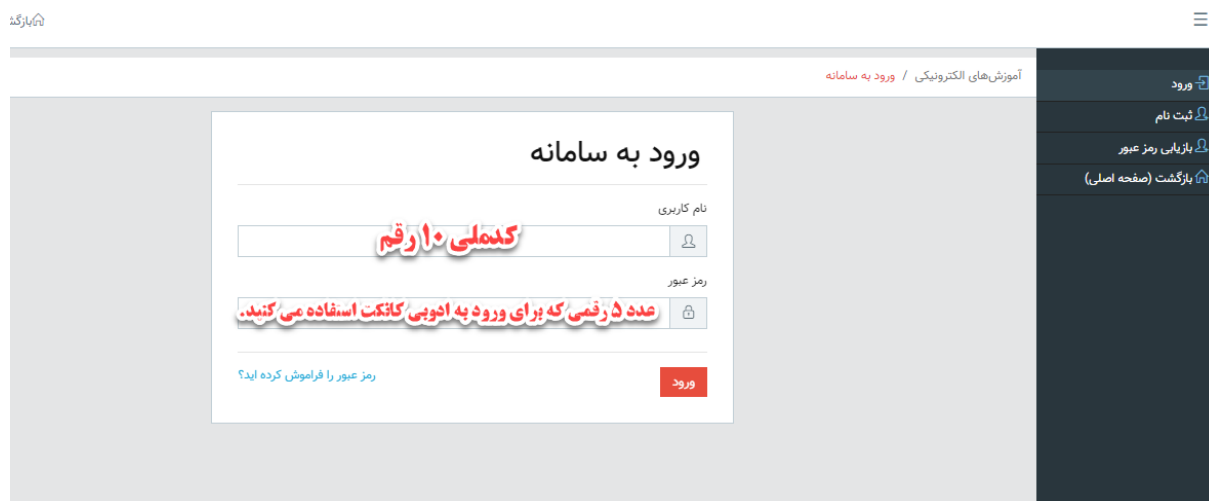 بازگش
ورود
ثبت نام
بازیابی رمز عبور
بازگشت (صفحه اصلی)
آموزش‌های الکترونیکی / ورود به سامانه
ورود به سامانه
نام کاربری
کدملی ۱۰ رقم
رمز عبور
عدد ۵ رقمی که برای ورود به ادوبی کانکت استفاده می کنید.
ورود
رمز عبور را فراموش کرده اید؟